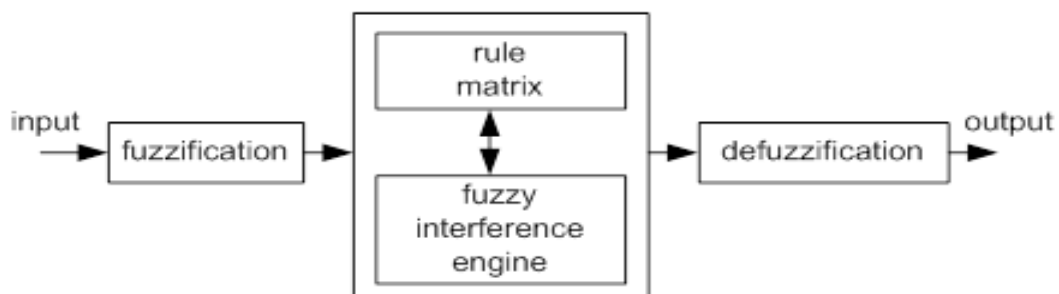 input
fuzzification
rule
matrix
fuzzy
interference
engine
defuzzification
output